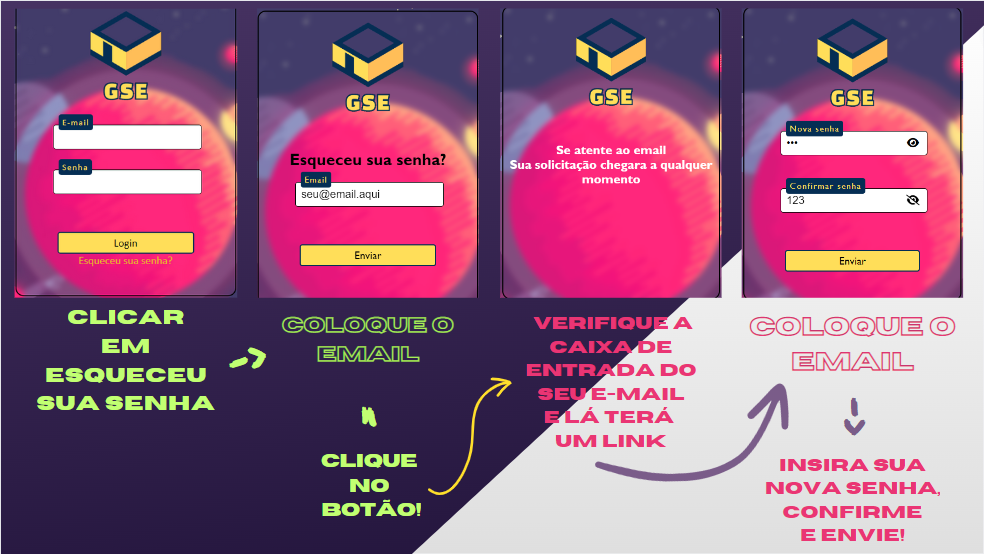 GSE
E-mail
Senha
Login
Esqueceu sua senha?
CLICAR
EM
ESQUECEU
SUA SENHA
GSE
Esqueceu sua senha?
Email
seu@email.aqui
Enviar
COLOQUE O
EMAIL
CLIQUE
NO
BOTÃO!
GSE
Se atente ao email
Sua solicitação chegara a qualquer
momento
VERIFIQUE A
CAIXA DE
ENTRADA DO
SEU E-MAIL
E LÁ TERÁ
UM LINK
GSE
Nova senha
•••
Confirmar senha
123
Enviar
COLOQUE O
EMAIL
INSIRA SUA
NOVA SENHA,
CONFIRME
E ENVIE!